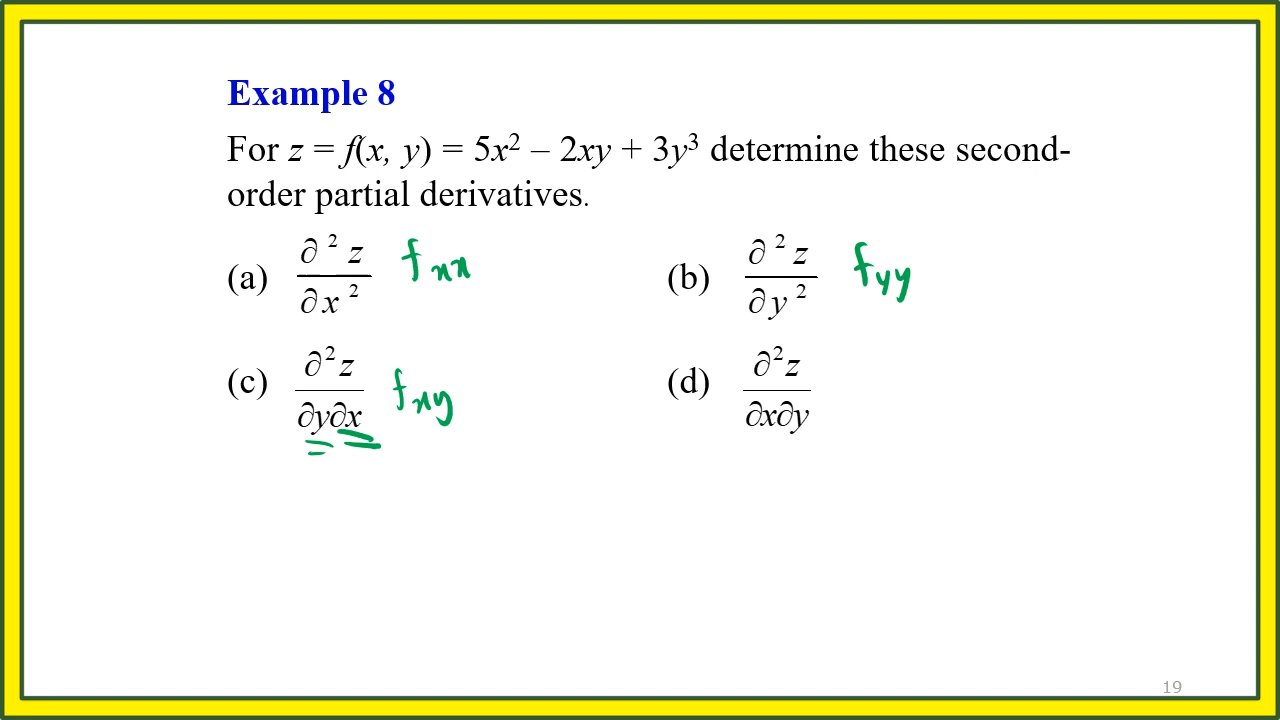 Example 8
For z = f(x, y) = 5x² – 2xy + 3y³ determine these second-
order partial derivatives.
(a) ∂²z/∂x² fxx (b) ∂²z/∂y² fyy
(c) ∂²z/∂y∂x fxy (d) ∂²z/∂x∂y
19